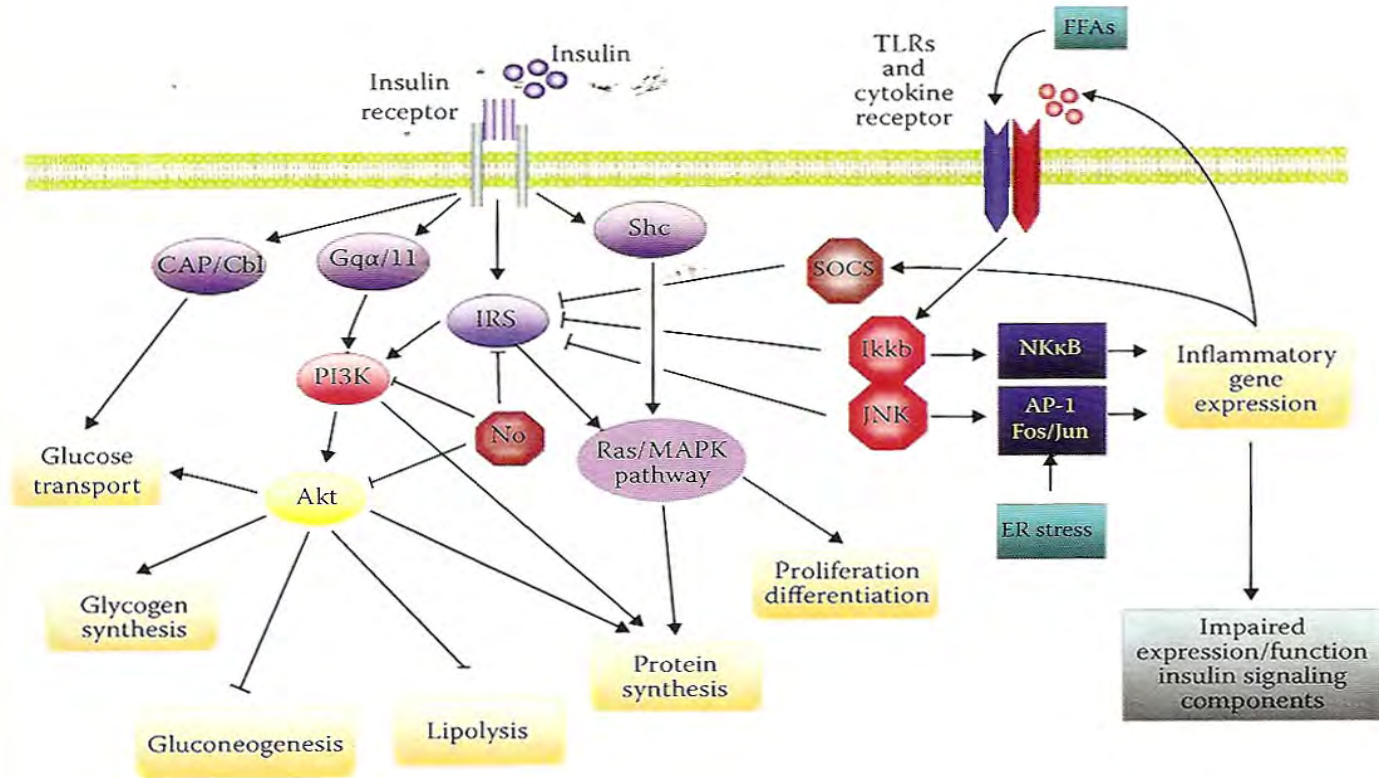 Insulin
Insulin
receptor
TLRs
and
cytokine
receptor
FFAs
CAP/Cbl
Gqα/11
Shc
SOCS
IRS
Ikkb
NKκB
Inflammatory
gene
expression
PI3K
JNK
AP-1
Fos/Jun
No
Ras/MAPK
pathway
Glucose
transport
Akt
ER stress
Proliferation
differentiation
Glycogen
synthesis
Protein
synthesis
Impaired
expression/function
insulin signaling
components
Gluconeogenesis
Lipolysis